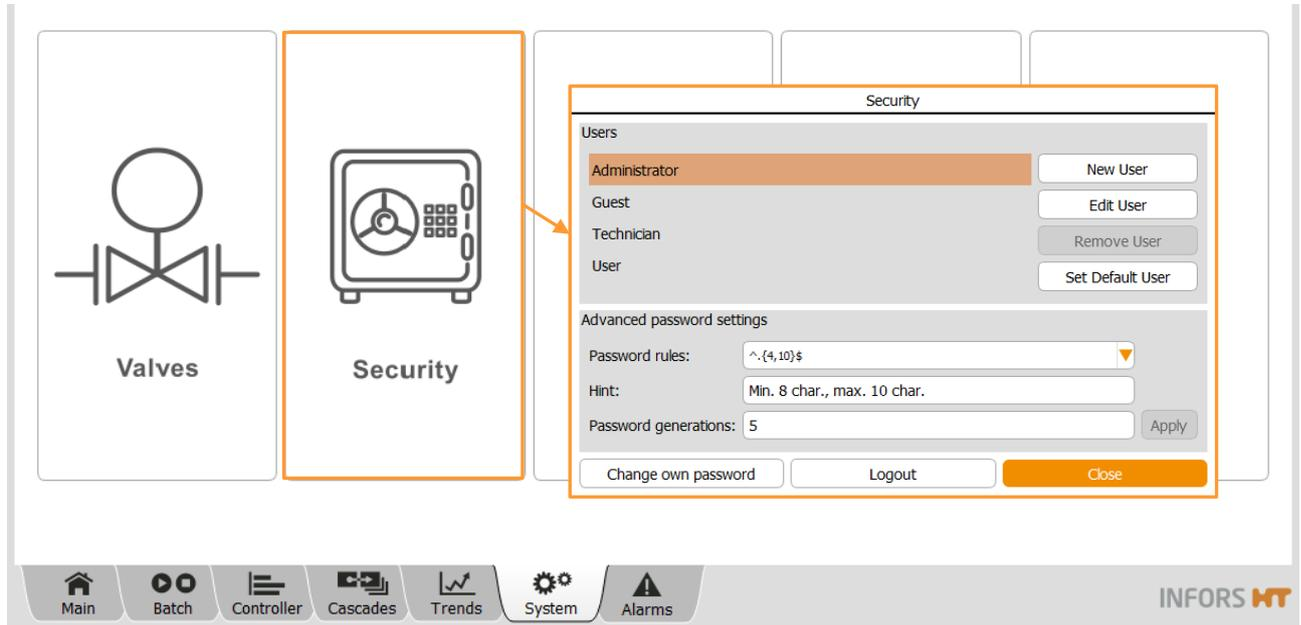 Security
Users
Administrator
New User
Guest
Edit User
Technician
Remove User
User
Set Default User
Advanced password settings
Password rules: ^.{4,10}$
Hint: Min. 8 char., max. 10 char.
Password generations: 5 Apply
Change own password Logout Close
Valves
Security
Main Batch Controller Cascades Trends System Alarms
INFORS HT